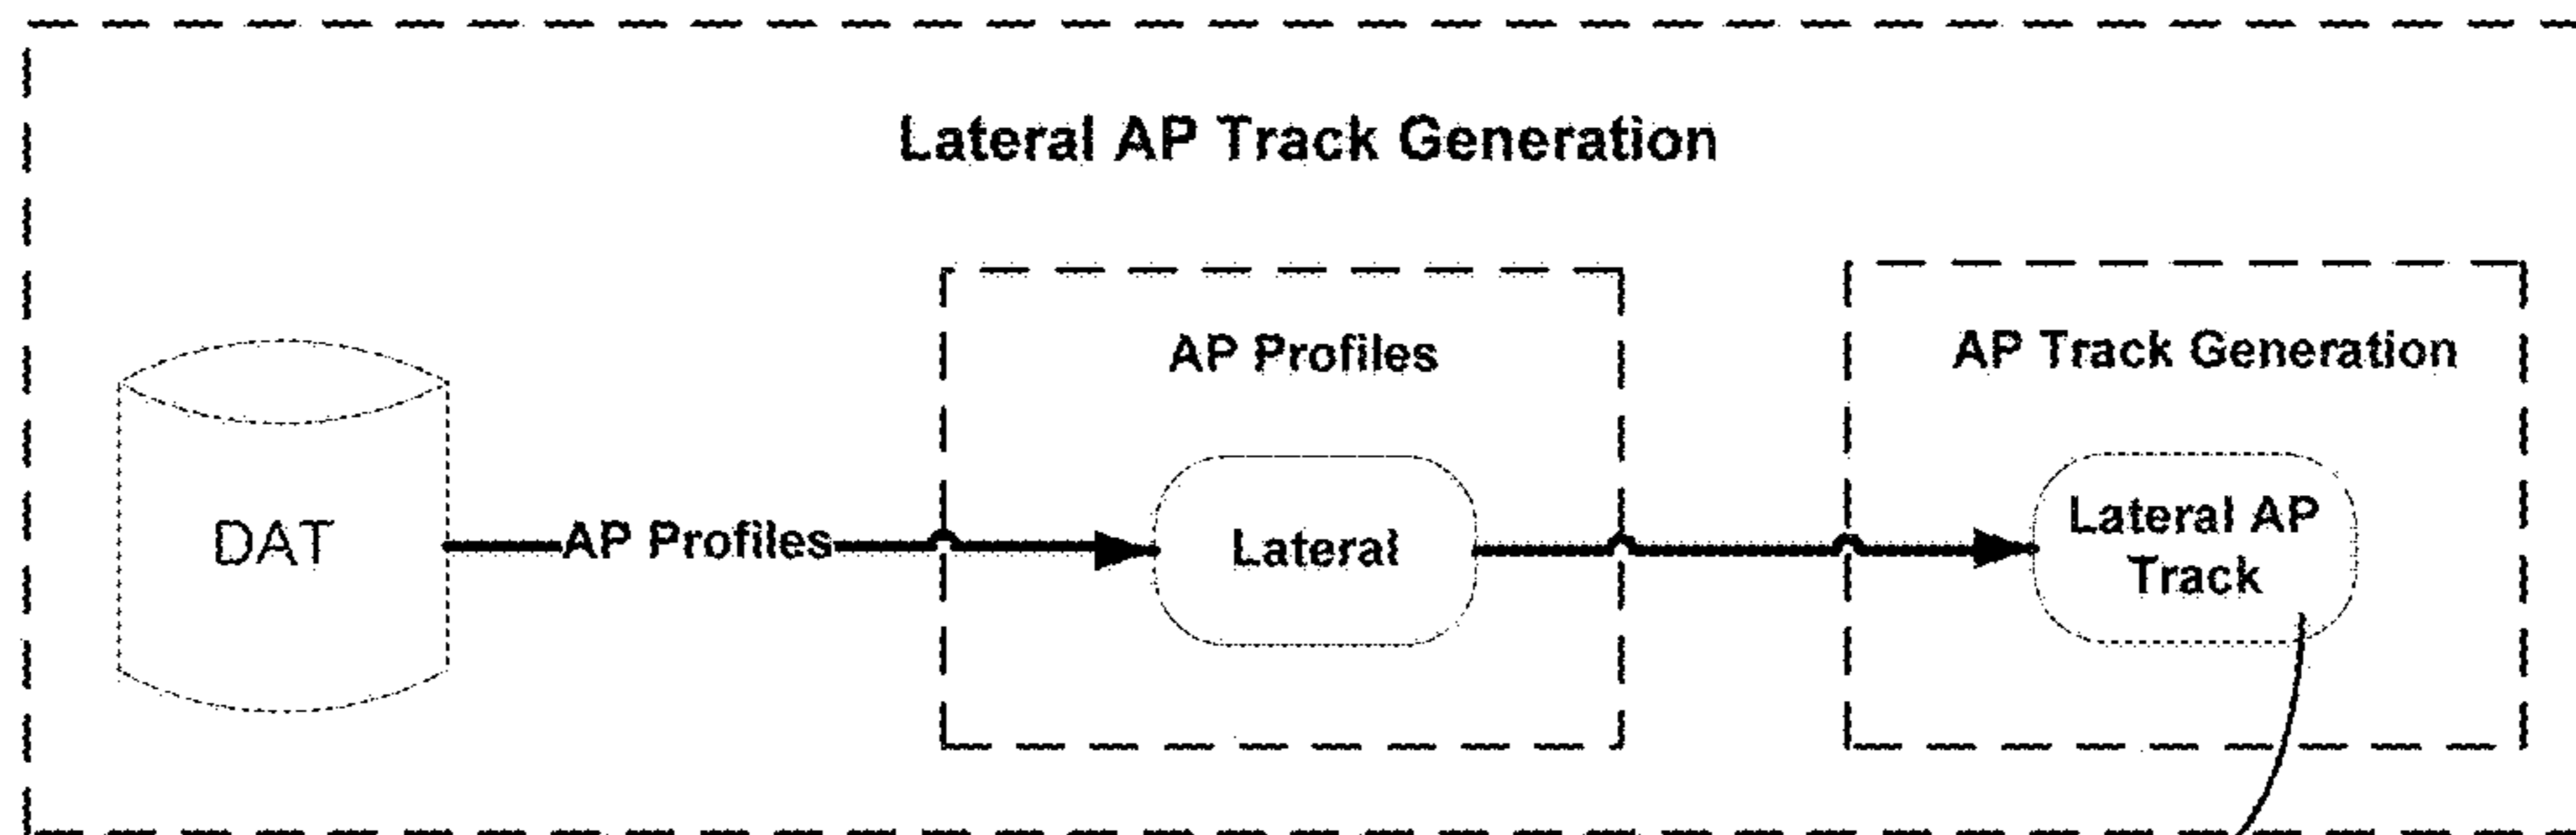 Lateral AP Track Generation
AP Profiles
AP Track Generation
DAT
AP Profiles
Lateral
Lateral AP
Track